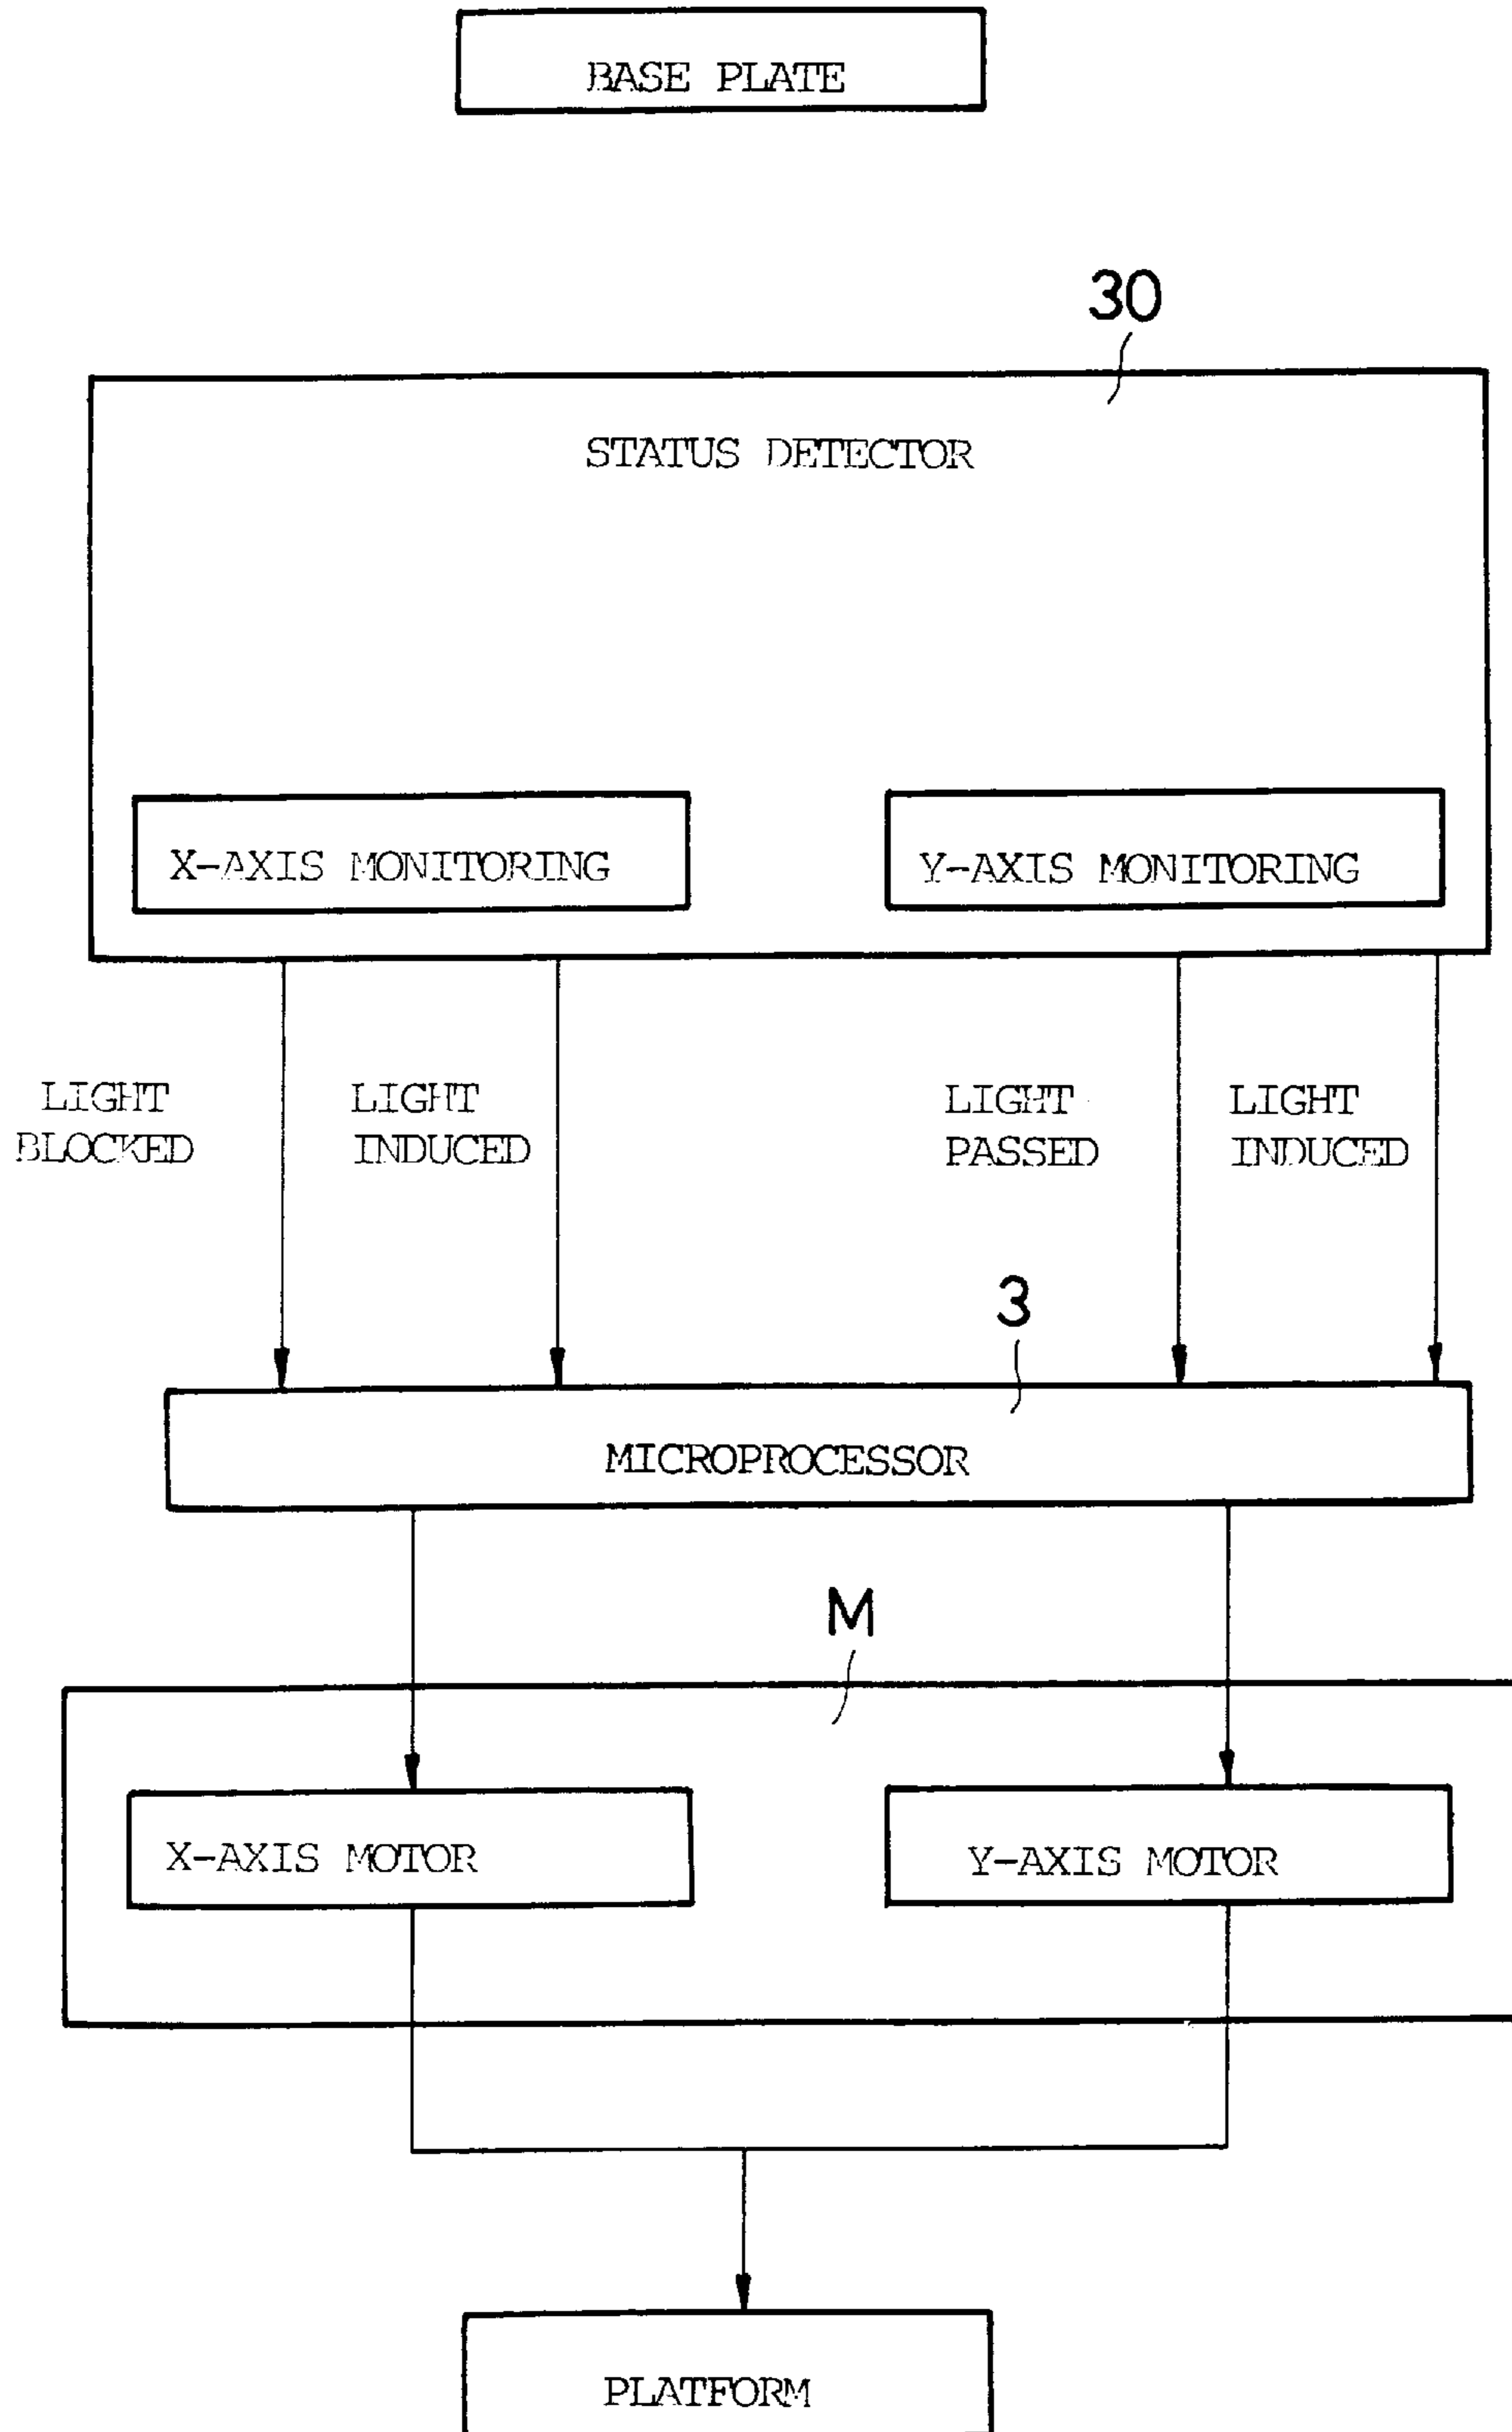 BASE PLATE
30
STATUS DETECTOR
X-AXIS MONITORING
Y-AXIS MONITORING
LIGHT
BLOCKED
LIGHT
INDUCED
LIGHT
PASSED
LIGHT
INDUCED
3
MICROPROCESSOR
M
X-AXIS MOTOR
Y-AXIS MOTOR
PLATFORM